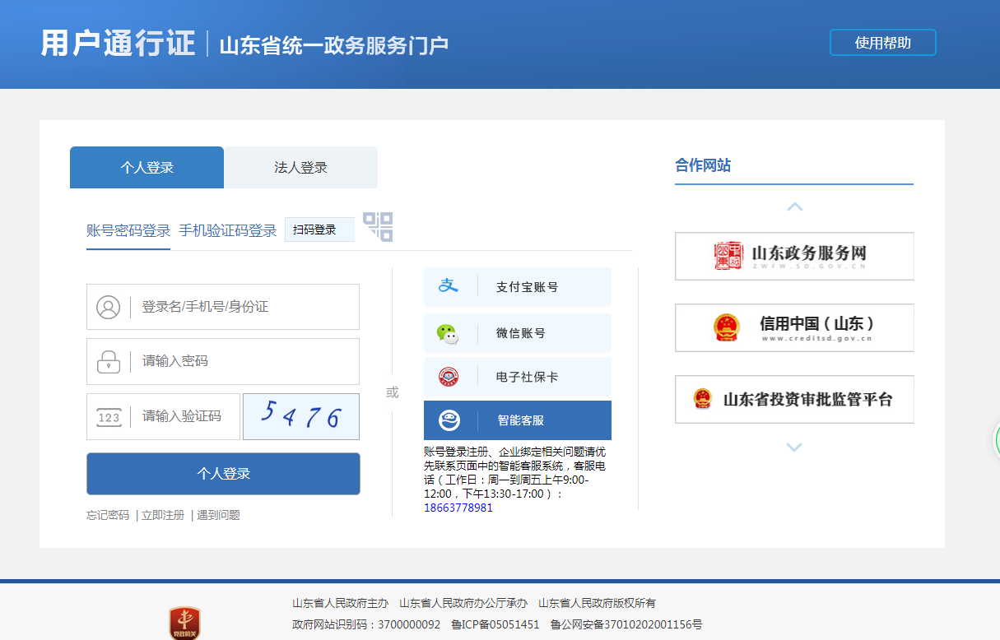 用户通行证
山东省统一政务服务门户
使用帮助
个人登录
法人登录
账号密码登录
手机验证码登录
扫码登录
登录名/手机号/身份证
请输入密码
123
请输入验证码
5476
个人登录
忘记密码 | 立即注册 | 遇到问题
或
支付宝账号
微信账号
电子社保卡
智能客服
账号登录注册、企业绑定相关问题请优
先联系页面中的智能客服系统，客服电
话（工作日：周一到周五上午9:00-
12:00，下午13:30-17:00）：
18663778981
合作网站
山东政务服务网
ZWFW.SD.GOV.CN
信用中国（山东）
www.creditsd.gov.cn
山东省投资审批监管平台
山东省人民政府主办 山东省人民政府办公厅承办 山东省人民政府版权所有
政府网站识别码：3700000092 鲁ICP备05051451 鲁公网安备37010202001156号
党政机关